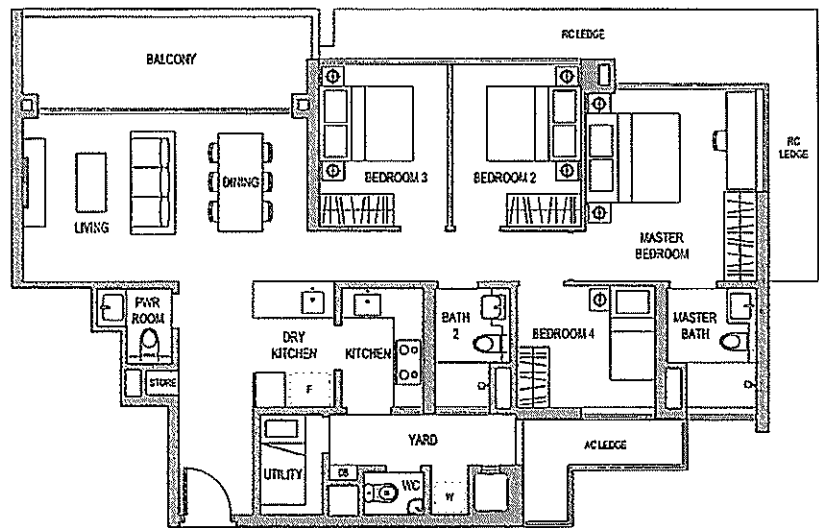 RC LEDGE
BALCONY
RC
LEDGE
BEDROOM 3
BEDROOM 2
DINING
LIVING
MASTER
BEDROOM
PWR
ROOM
BATH
2
MASTER
BATH
DRY
KITCHEN
KITCHEN
BEDROOM 4
STORE
F
YARD
AC LEDGE
UTILITY
DB
WC
W